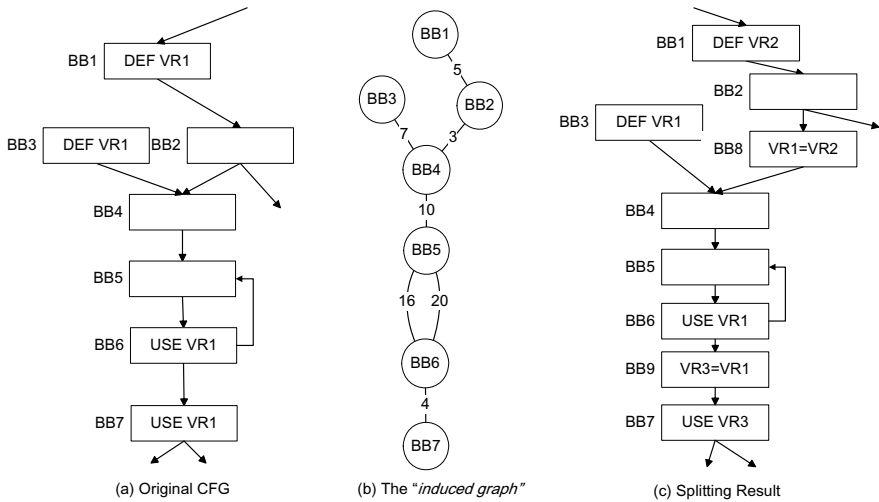 BB1
DEF VR1
BB3
DEF VR1
BB2
BB4
BB5
BB6
USE VR1
BB7
USE VR1
(a) Original CFG
BB1
5
BB3
BB2
7
3
BB4
10
BB5
16
20
BB6
4
BB7
(b) The "induced graph"
BB1
DEF VR2
BB2
BB3
DEF VR1
BB8
VR1=VR2
BB4
BB5
BB6
USE VR1
BB9
VR3=VR1
BB7
USE VR3
(c) Splitting Result